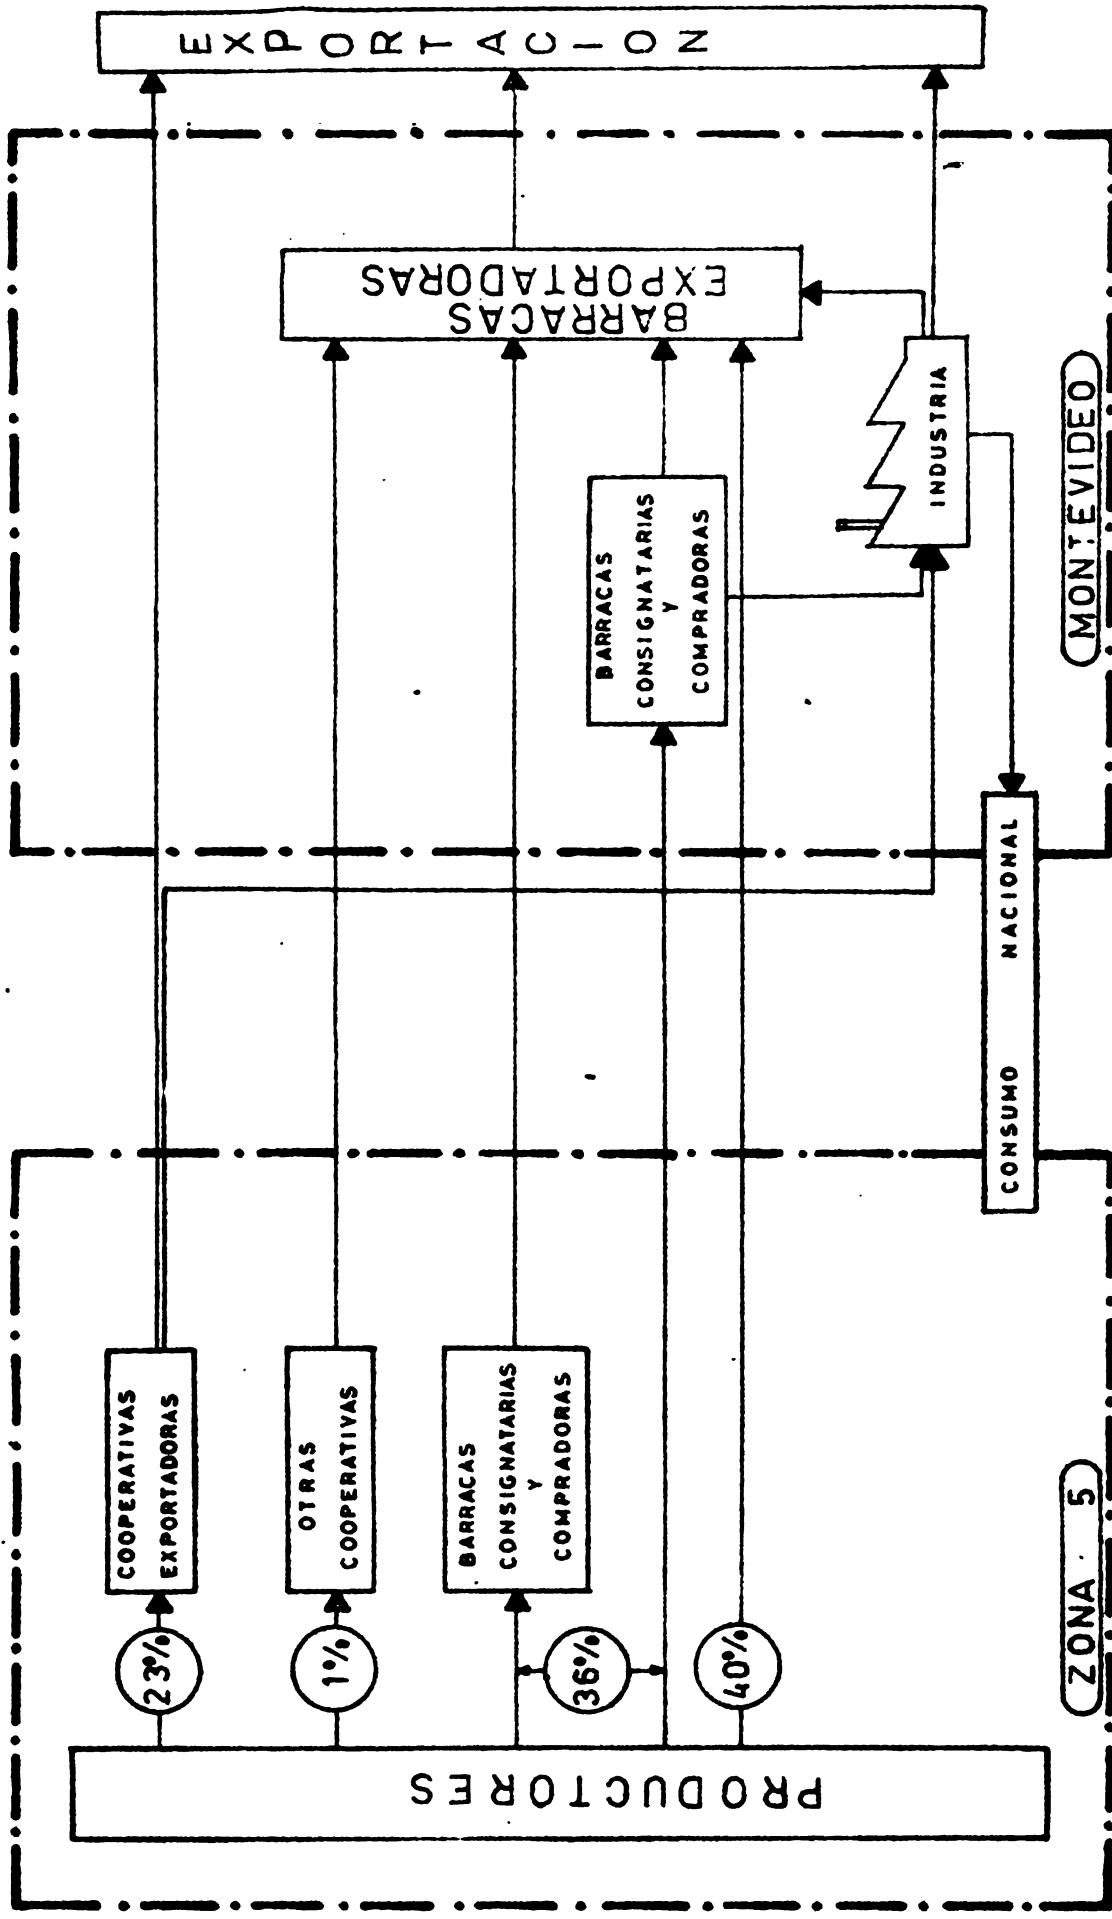 PRODUCTORES
23%
1%
36%
40%
COOPERATIVAS
EXPORTADORAS
OTRAS
COOPERATIVAS
BARRACAS
CONSIGNATARIAS
Y
COMPRADORAS
ZONA 5
CONSUMO NACIONAL
BARRACAS
CONSIGNATARIAS
Y
COMPRADORAS
INDUSTRIA
BARRACAS
EXPORTADORAS
MONTEVIDEO
EXPORTACION